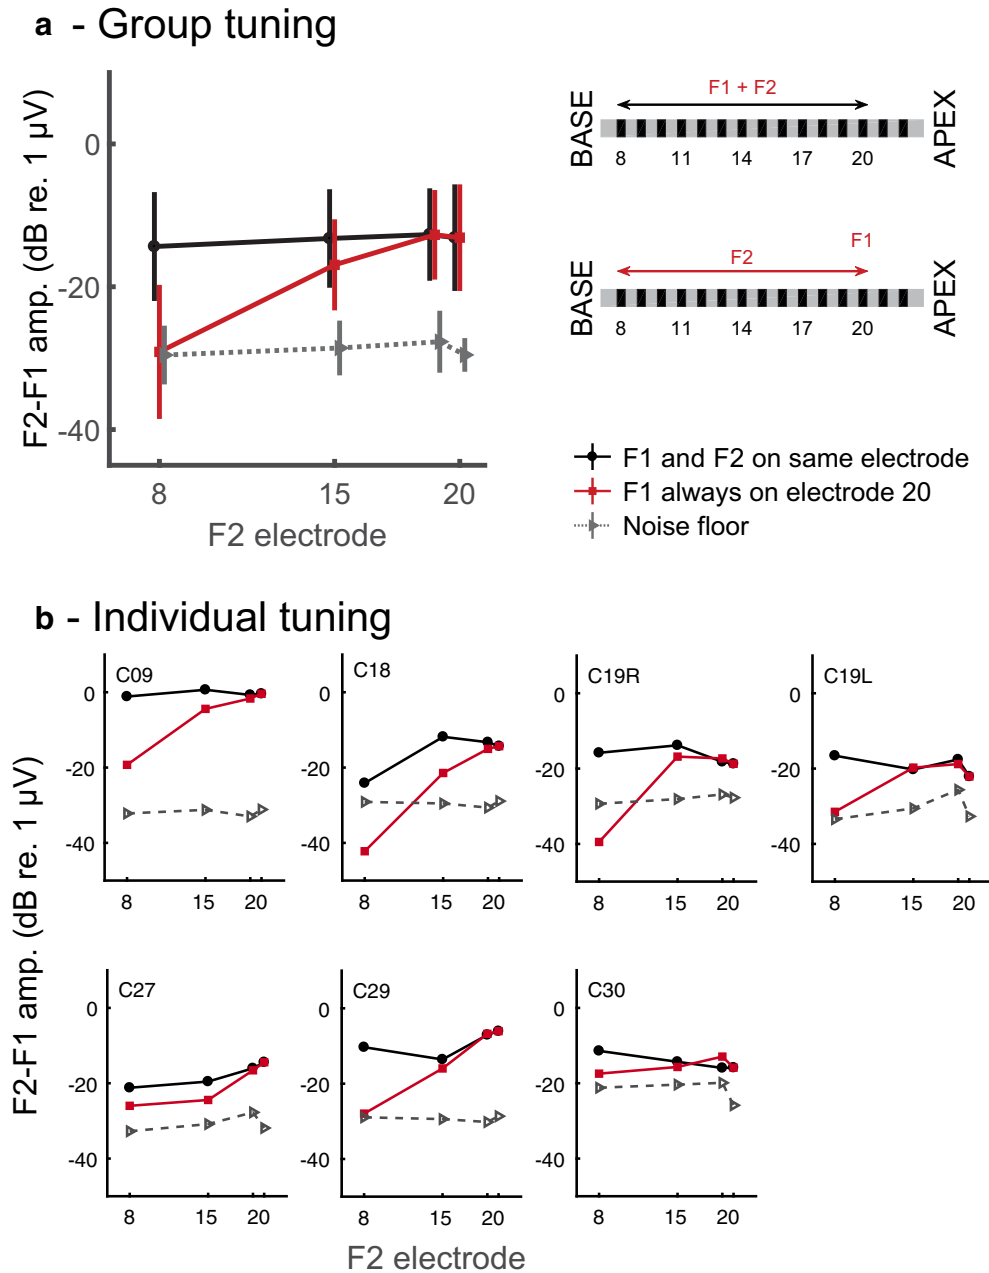 a - Group tuning
F2-F1 amp. (dB re. 1 µV)
0
-20
-40
8 15 20
F2 electrode
F1 + F2
BASE
APEX
8 11 14 17 20
F1
F2
BASE
APEX
8 11 14 17 20
F1 and F2 on same electrode
F1 always on electrode 20
Noise floor
b - Individual tuning
F2-F1 amp. (dB re. 1 µV)
C09
0
-20
-40
8 15 20
C18
0
-20
-40
8 15 20
C19R
0
-20
-40
8 15 20
C19L
0
-20
-40
8 15 20
C27
0
-20
-40
8 15 20
C29
0
-20
-40
8 15 20
C30
0
-20
-40
8 15 20
F2 electrode